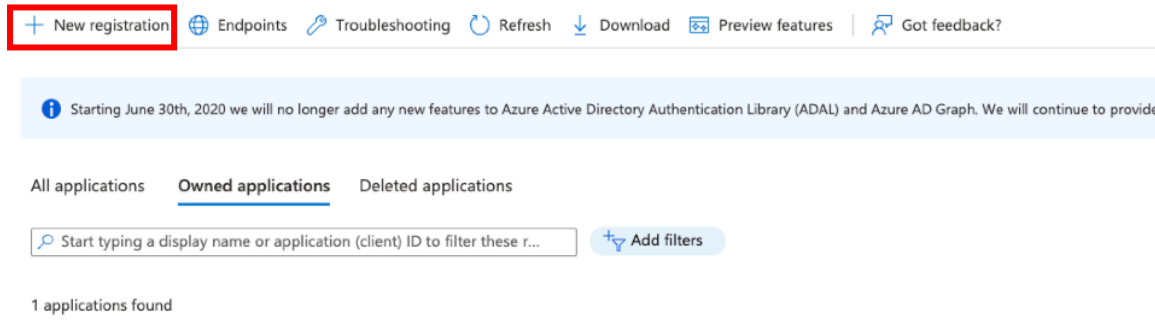 New registration Endpoints Troubleshooting Refresh Download Preview features Got feedback?
Starting June 30th, 2020 we will no longer add any new features to Azure Active Directory Authentication Library (ADAL) and Azure AD Graph. We will continue to provide
All applications Owned applications Deleted applications
Start typing a display name or application (client) ID to filter these r... Add filters
1 applications found